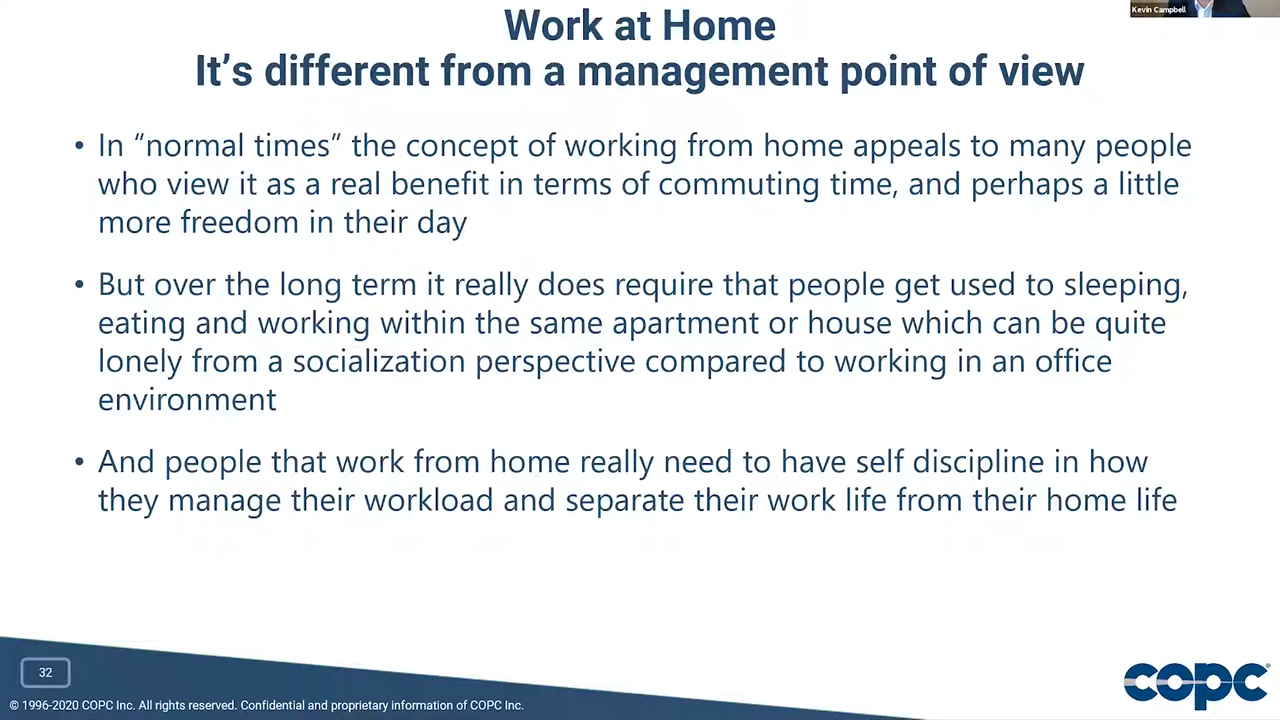 Kevin Campbell
Work at Home
It’s different from a management point of view
• In “normal times” the concept of working from home appeals to many people
who view it as a real benefit in terms of commuting time, and perhaps a little
more freedom in their day
• But over the long term it really does require that people get used to sleeping,
eating and working within the same apartment or house which can be quite
lonely from a socialization perspective compared to working in an office
environment
• And people that work from home really need to have self discipline in how
they manage their workload and separate their work life from their home life
32
© 1996-2020 COPC Inc. All rights reserved. Confidential and proprietary information of COPC Inc.
copc®